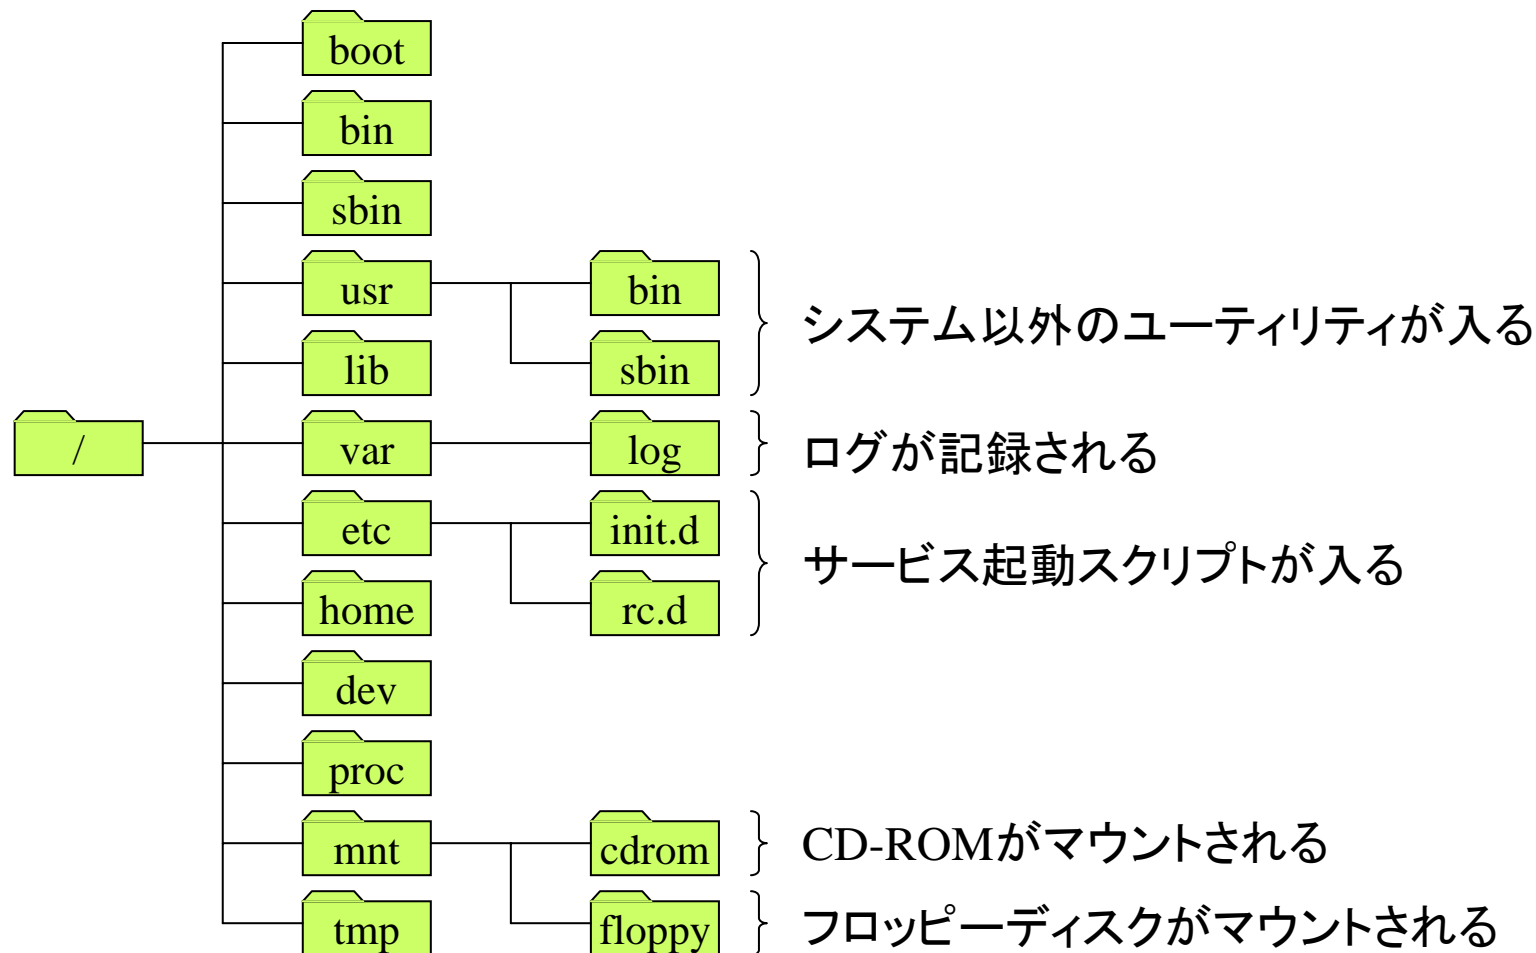 boot
bin
sbin
usr
bin
システム以外のユーティリティが入る
lib
sbin
/
var
log
ログが記録される
etc
init.d
サービス起動スクリプトが入る
home
rc.d
dev
proc
mnt
cdrom
CD-ROMがマウントされる
tmp
floppy
フロッピーディスクがマウントされる